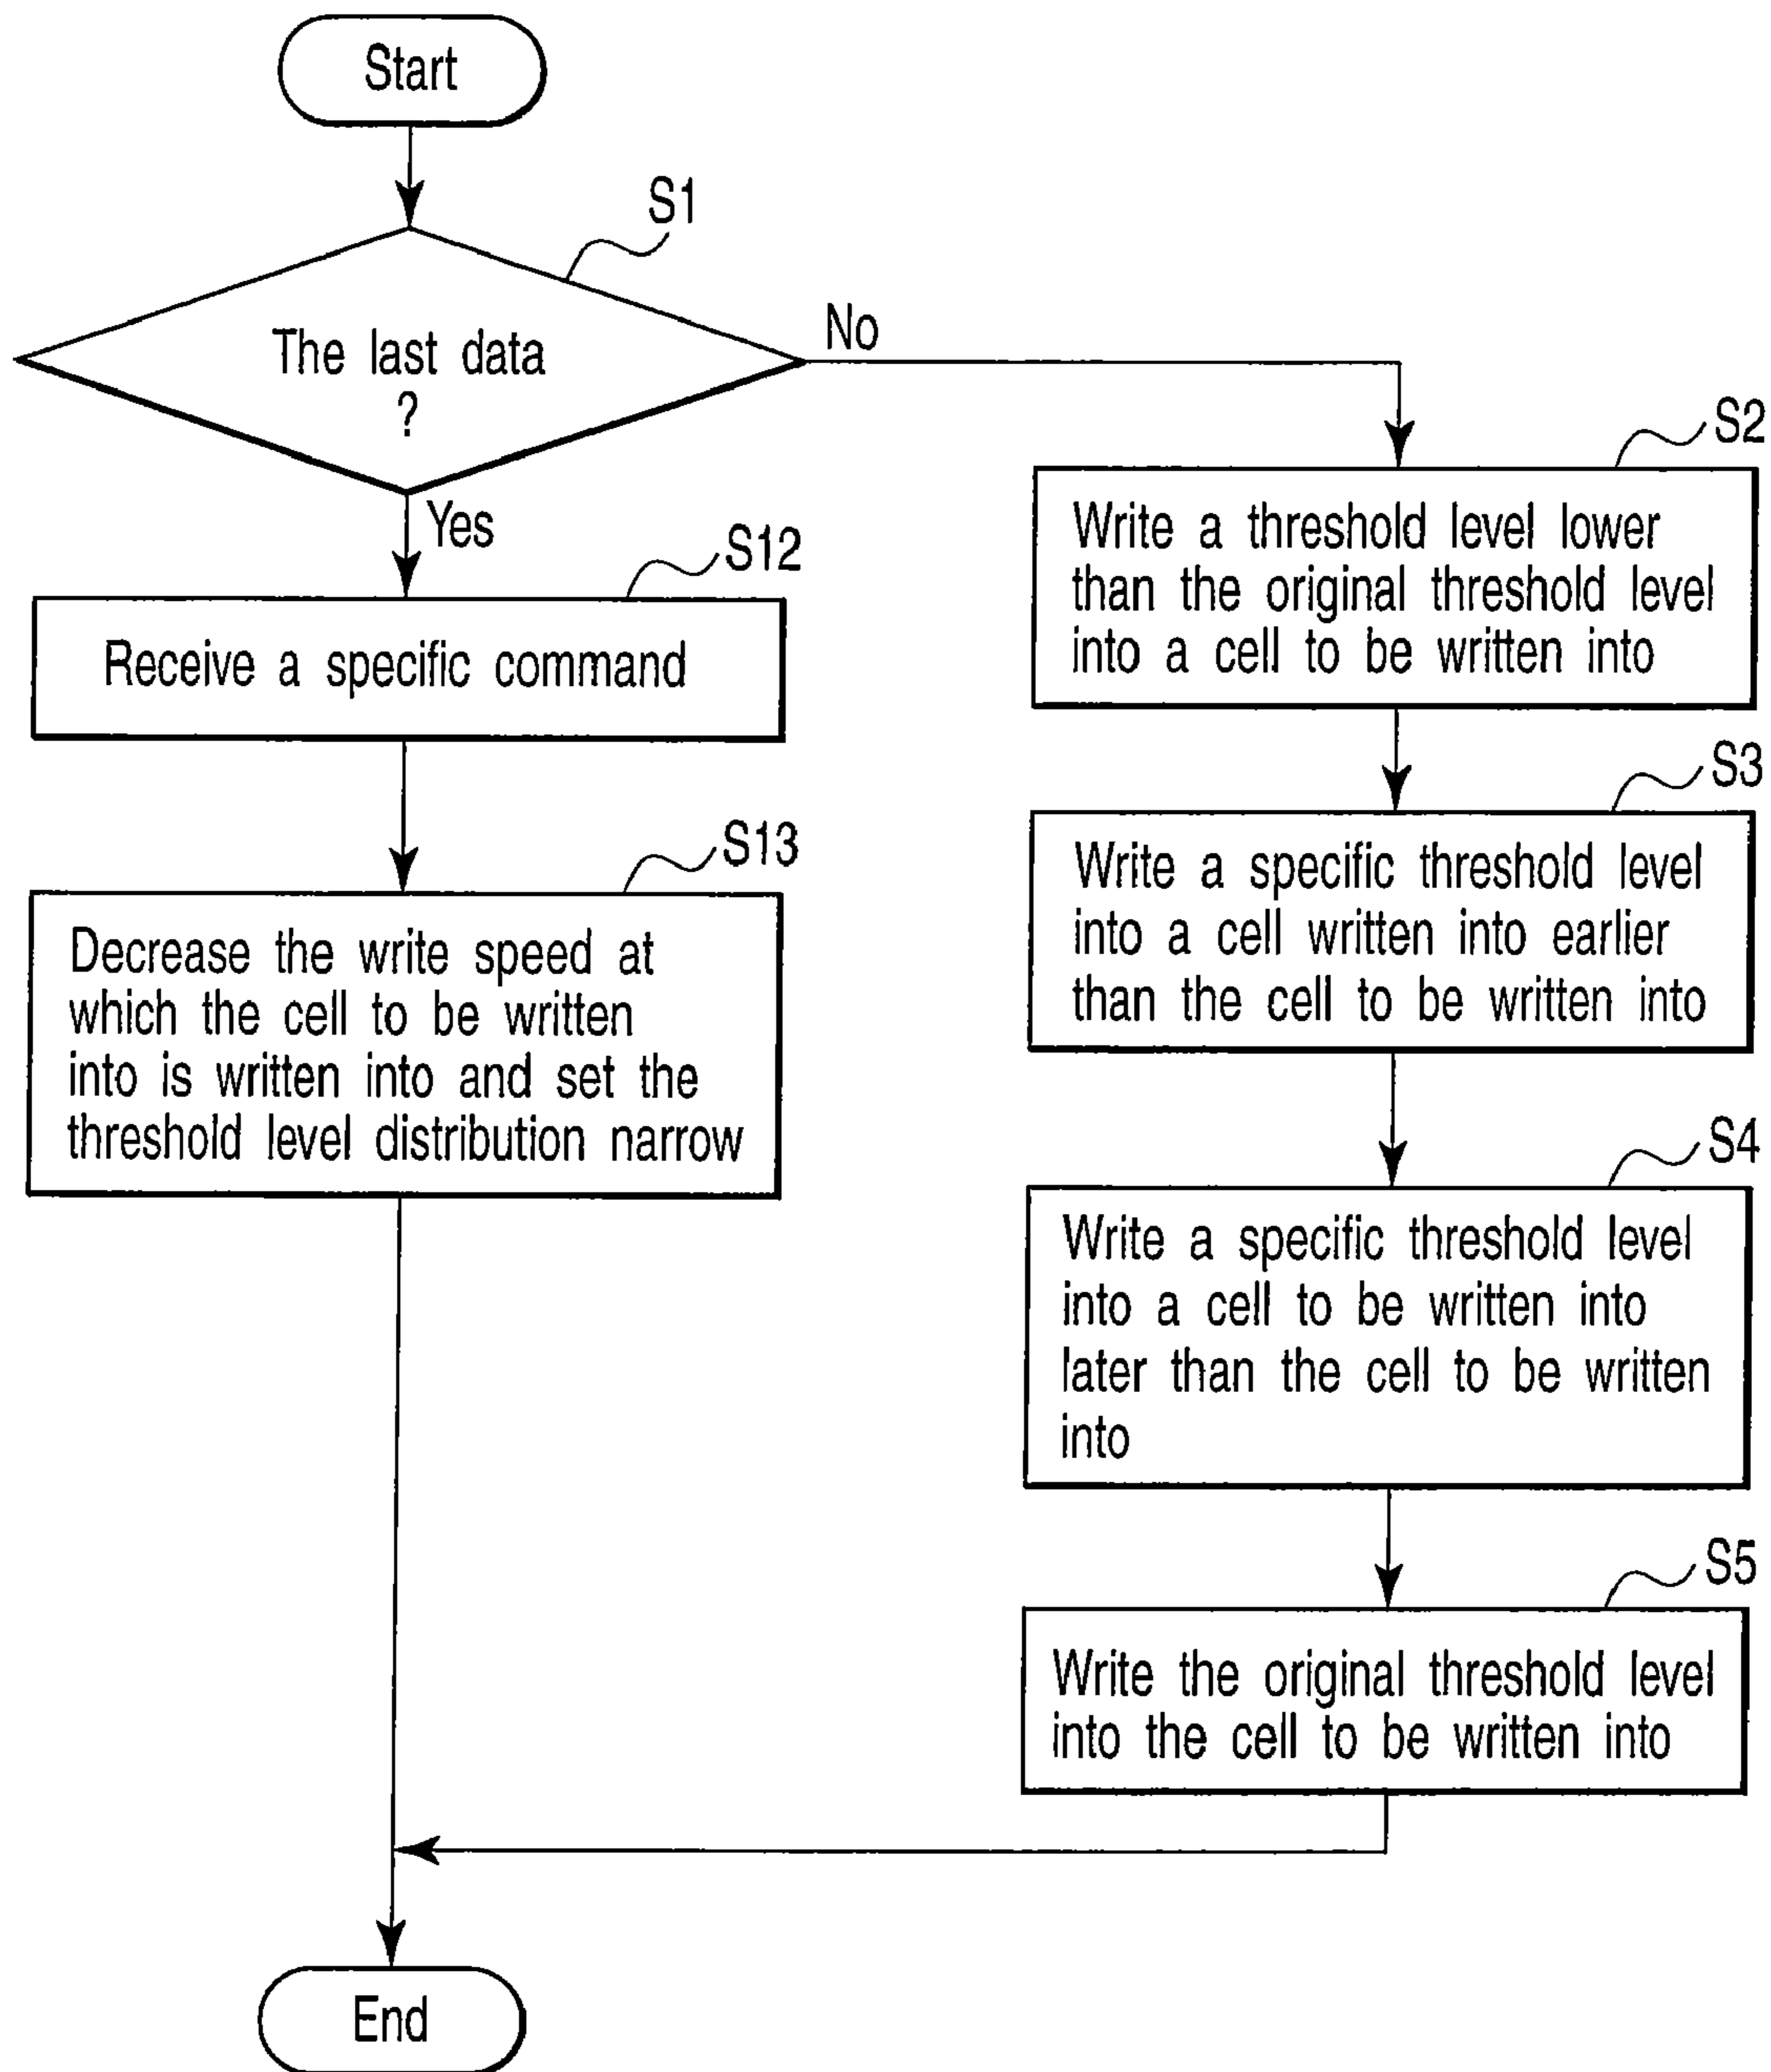 Start
S1
The last data
?
No
Yes
S2
Write a threshold level lower
than the original threshold level
into a cell to be written into
S12
Receive a specific command
S3
Write a specific threshold level
into a cell written into earlier
than the cell to be written into
S13
Decrease the write speed at
which the cell to be written
into is written into and set the
threshold level distribution narrow
S4
Write a specific threshold level
into a cell to be written into
later than the cell to be written
into
S5
Write the original threshold level
into the cell to be written into
End